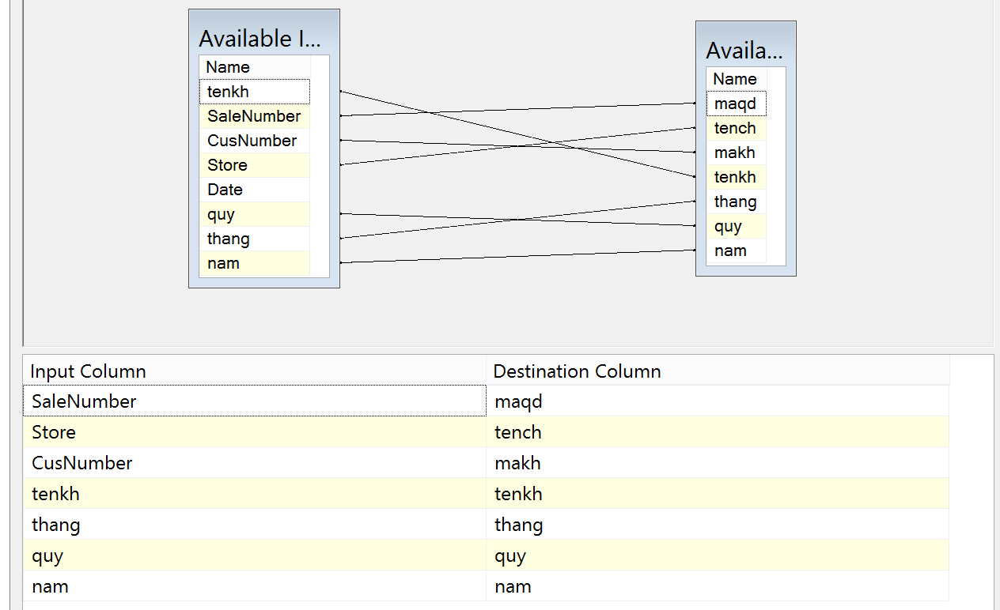 Available I...
Name
tenkh
SaleNumber
CusNumber
Store
Date
quy
thang
nam
Availa...
Name
maqd
tench
makh
tenkh
thang
quy
nam
Input Column Destination Column
SaleNumber maqd
Store tench
CusNumber makh
tenkh tenkh
thang thang
quy quy
nam nam